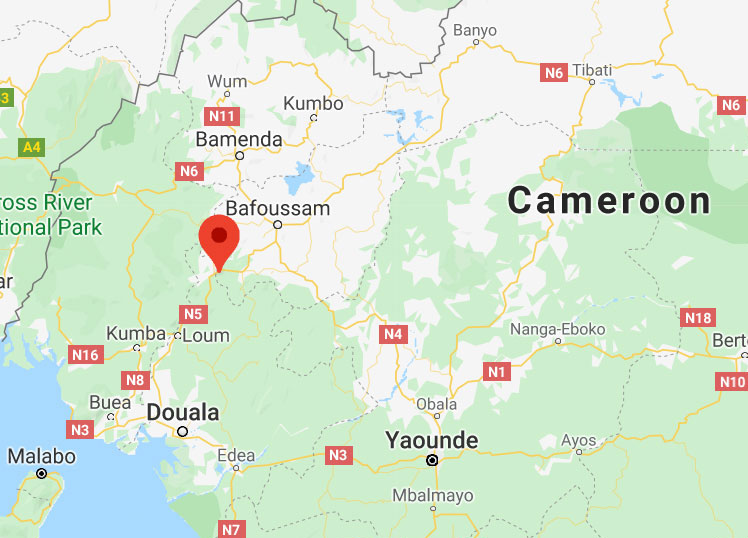 Banyo
N6
Tibati
Wum
Kumbo
N6
N11
3
Bamenda
A4
N6
Cameroon
oss River
tional Park
Bafoussam
ar
N5
N18
Kumba
Loum
N4
Nanga-Eboko
Berto
N16
N1
N8
N10
Buea
Douala
Obala
N3
Yaounde
Ayos
Malabo
Edea
N3
Mbalmayo
N7